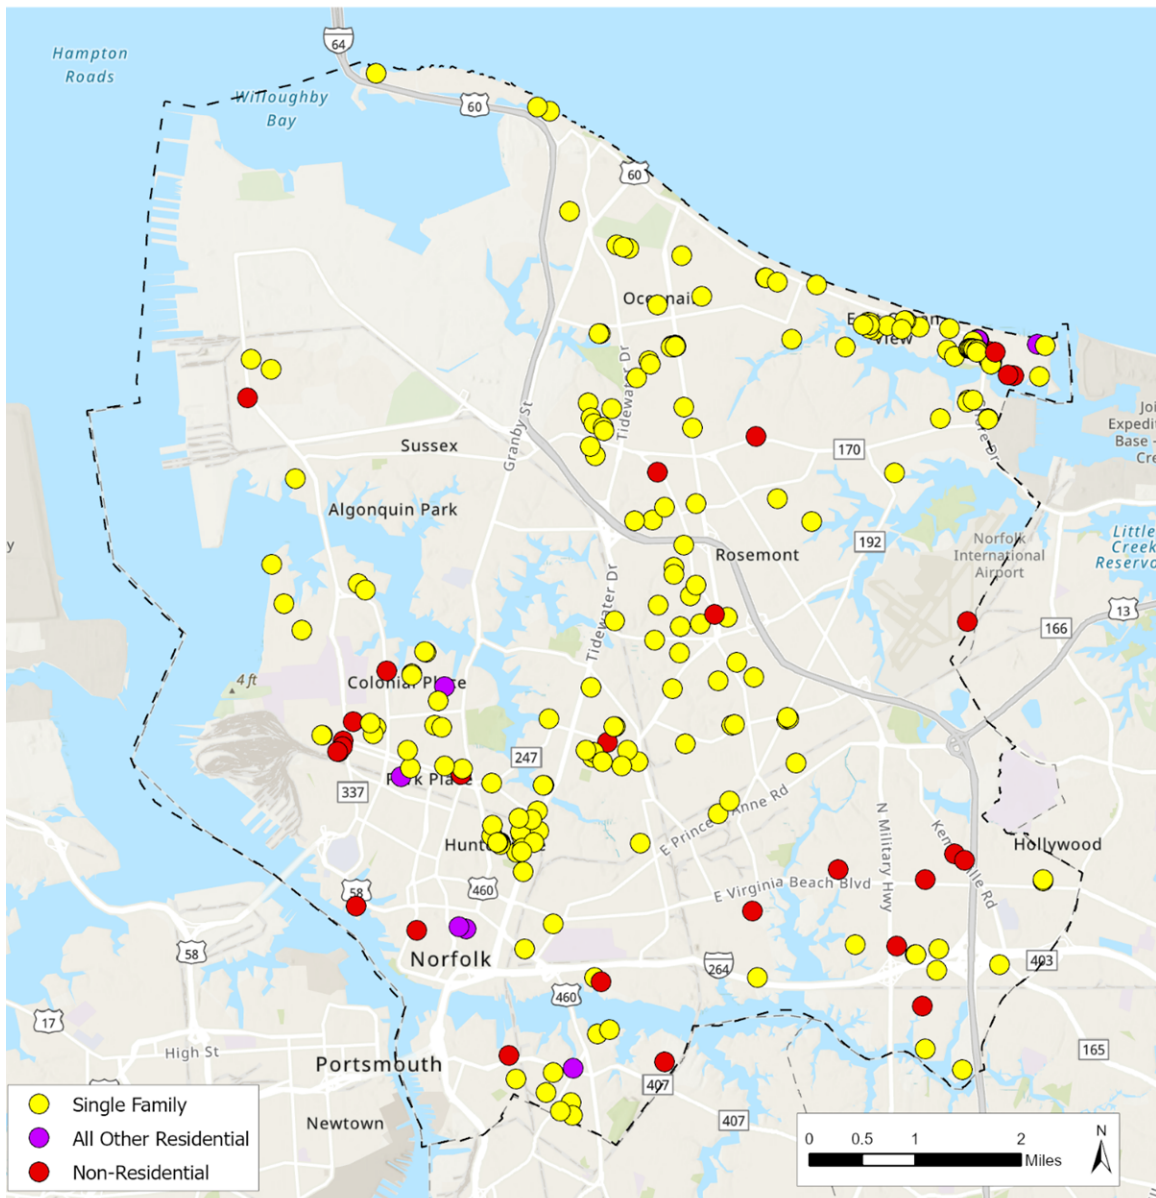 64
Hampton
Roads
Willoughby
Bay
60
60
Granby St
Tidewater Dr
Sussex
170
Algonquin Park
192
Norfolk
International
Airport
Little
Creek
Rosemont
13
166
Tidewater Dr
4 ft
247
337
E Princess Anne Rd
N Military Hwy
Hollywood
58
460
E Virginia Beach Blvd
58
Norfolk
264
403
460
17
High St
165
Portsmouth
407
407
Newtown
Single Family
All Other Residential
Non-Residential
0 0.5 1 2
Miles
N